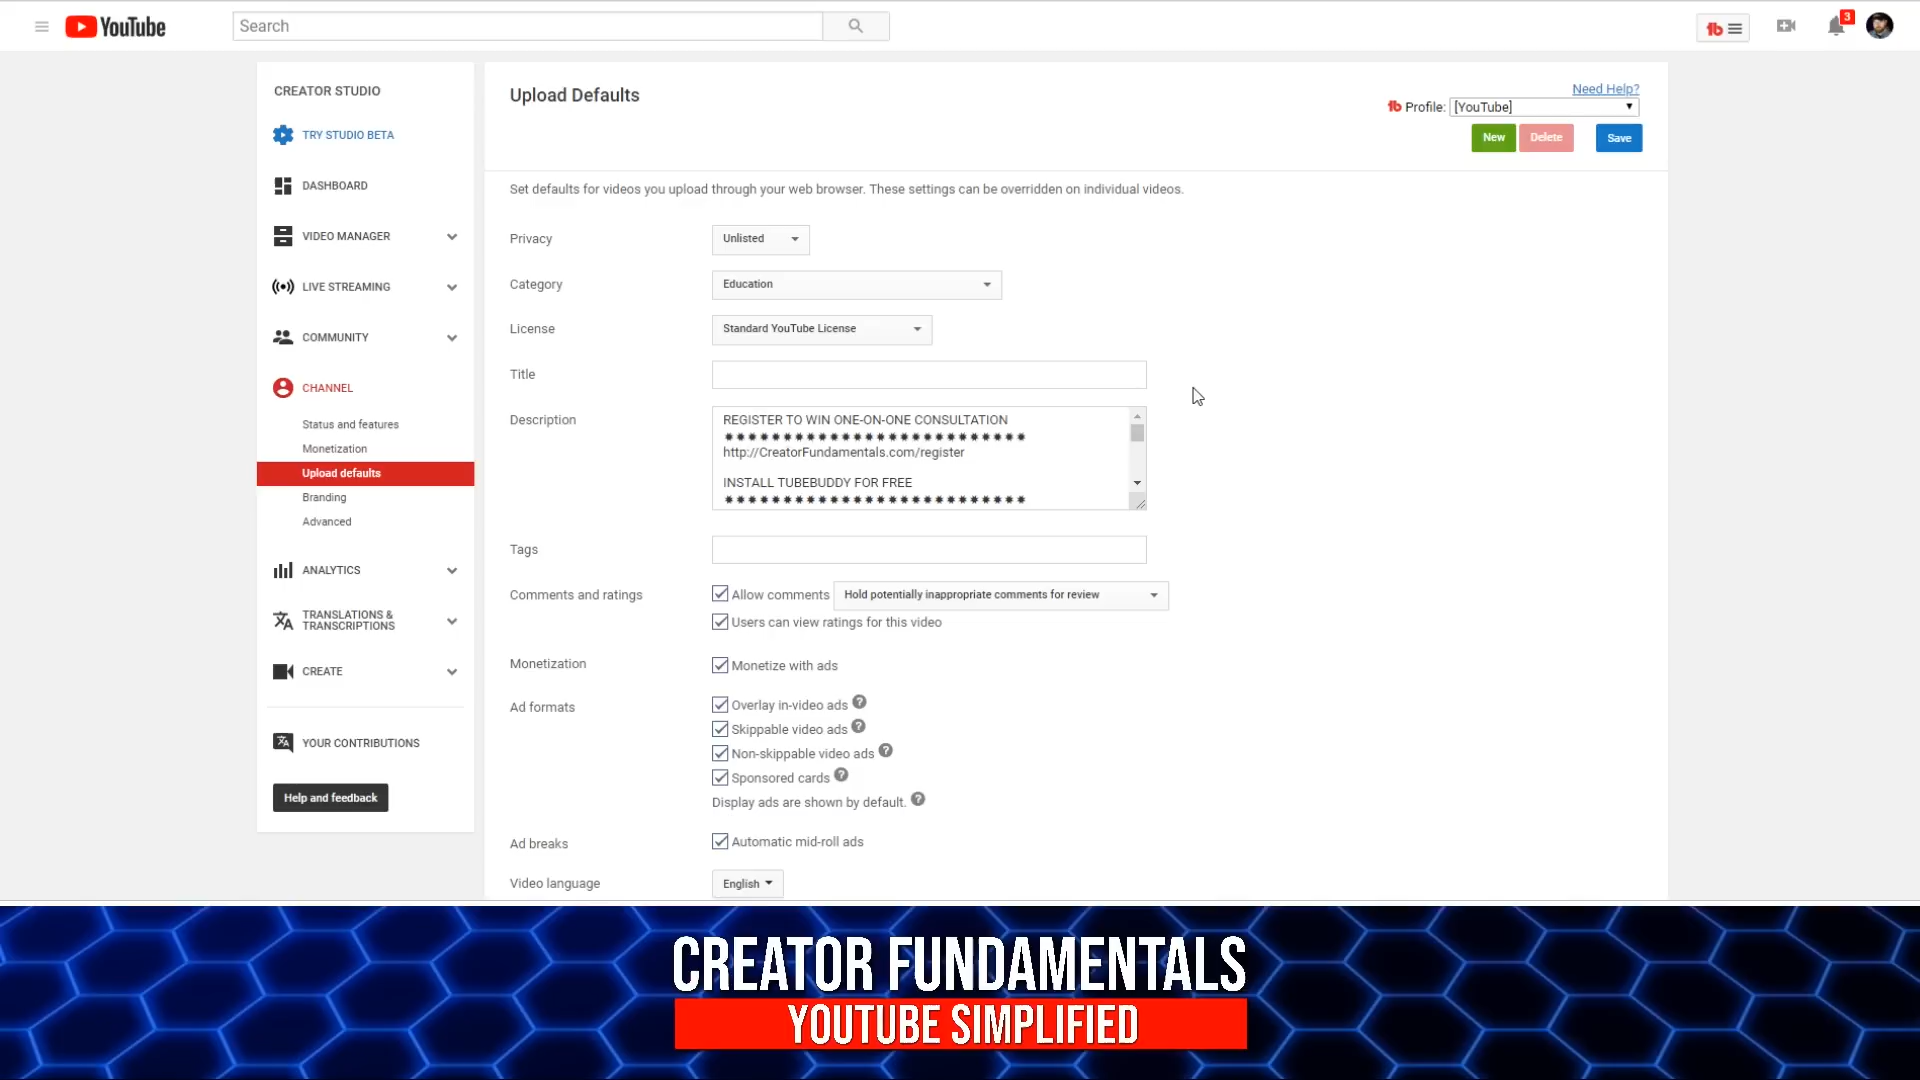 YouTube
Search
tb
3
CREATOR STUDIO
TRY STUDIO BETA
DASHBOARD
VIDEO MANAGER
LIVE STREAMING
COMMUNITY
CHANNEL
Status and features
Monetization
Upload defaults
Branding
Advanced
ANALYTICS
TRANSLATIONS &
TRANSCRIPTIONS
CREATE
YOUR CONTRIBUTIONS
Help and feedback
Upload Defaults
Need Help?
tb Profile: [YouTube]
New Delete Save
Set defaults for videos you upload through your web browser. These settings can be overridden on individual videos.
Privacy Unlisted
Category Education
License Standard YouTube License
Title
Description
REGISTER TO WIN ONE-ON-ONE CONSULTATION
✷✷✷✷✷✷✷✷✷✷✷✷✷✷✷✷✷✷✷✷✷✷✷✷✷✷
http://CreatorFundamentals.com/register
INSTALL TUBEBUDDY FOR FREE
✷✷✷✷✷✷✷✷✷✷✷✷✷✷✷✷✷✷✷✷✷✷✷✷✷✷
Tags
Comments and ratings Allow comments Hold potentially inappropriate comments for review
Users can view ratings for this video
Monetization Monetize with ads
Ad formats Overlay in-video ads ?
Skippable video ads ?
Non-skippable video ads ?
Sponsored cards ?
Display ads are shown by default. ?
Ad breaks Automatic mid-roll ads
Video language English
CREATOR FUNDAMENTALS
YOUTUBE SIMPLIFIED